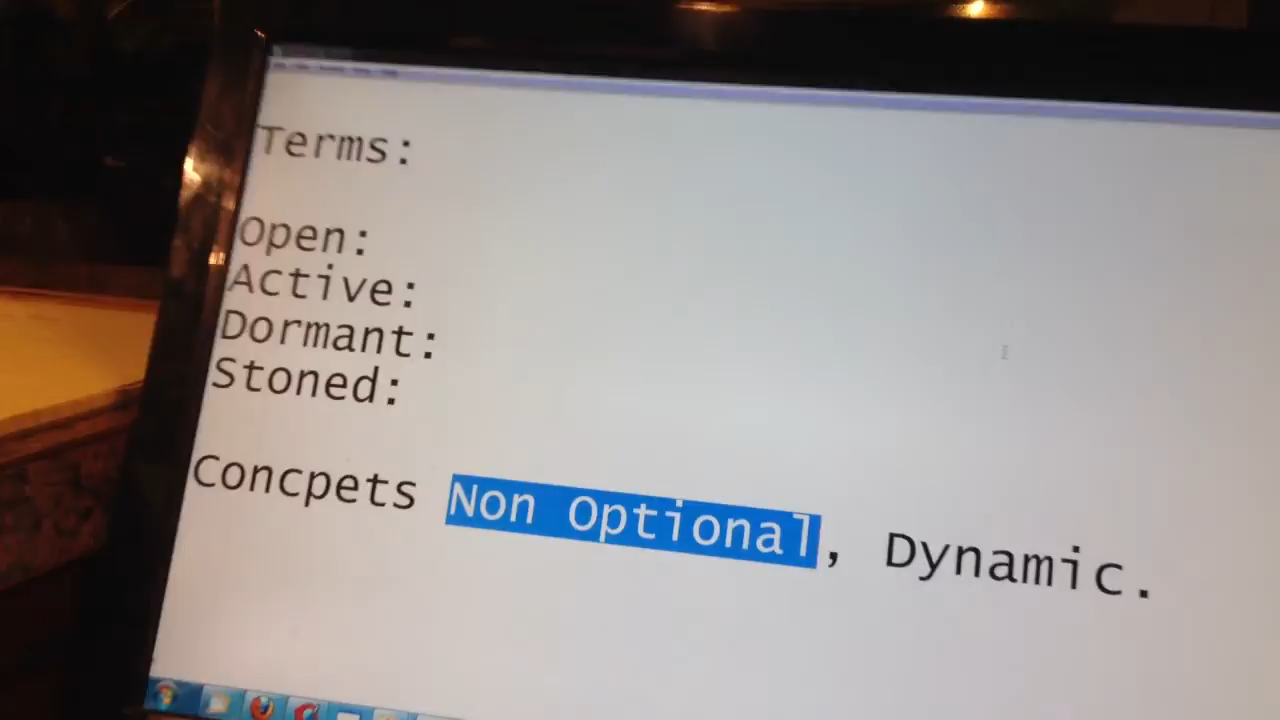 Terms:
Open:
Active:
Dormant:
Stoned:
Concpets Non Optional, Dynamic.